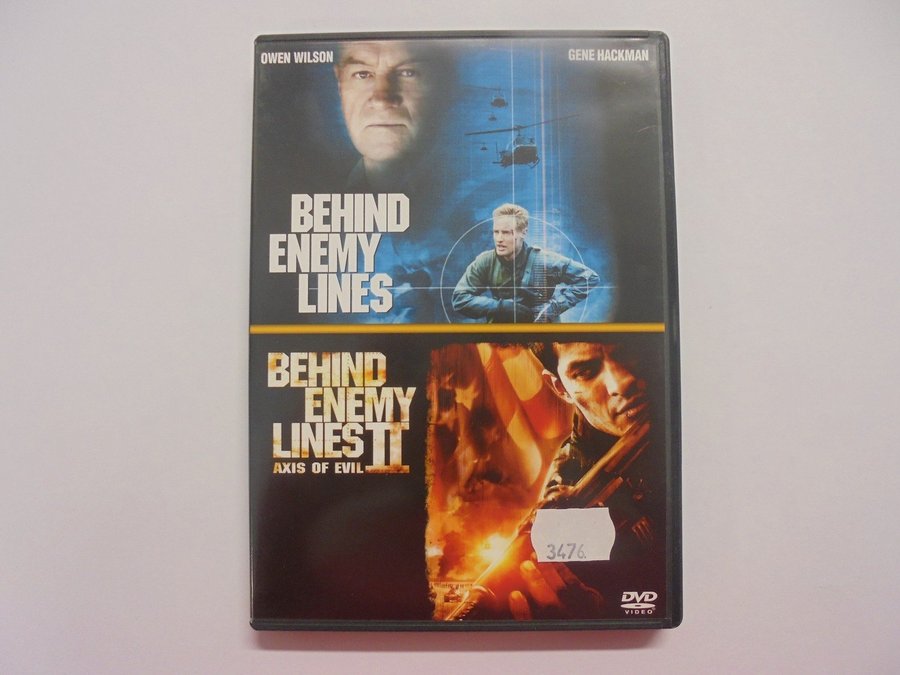 OWEN WILSON
GENE HACKMAN
BEHIND
ENEMY
LINES
BEHIND
ENEMY
LINES II
AXIS OF EVIL
3476.
DVD
VIDEO